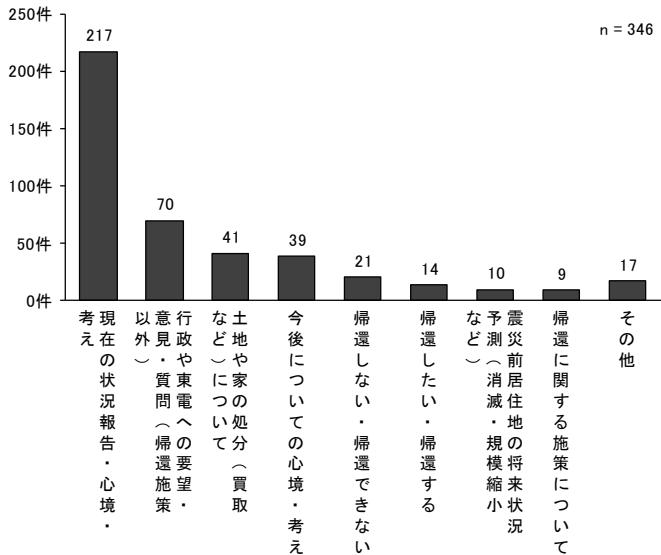 250件
200件
150件
100件
50件
0件
n = 346
217
70
41
39
21
14
10
9
17
現在の状況報告・心境・
考え
行政や東電への要望・
意見・質問（帰還施策
以外）
土地や家の処分（買取
など）について
今後についての心境・考え
帰還しない・帰還できない
帰還したい・帰還する
震災前居住地の将来状況
予測（消滅・規模縮小
など）
帰還に関する施策について
その他